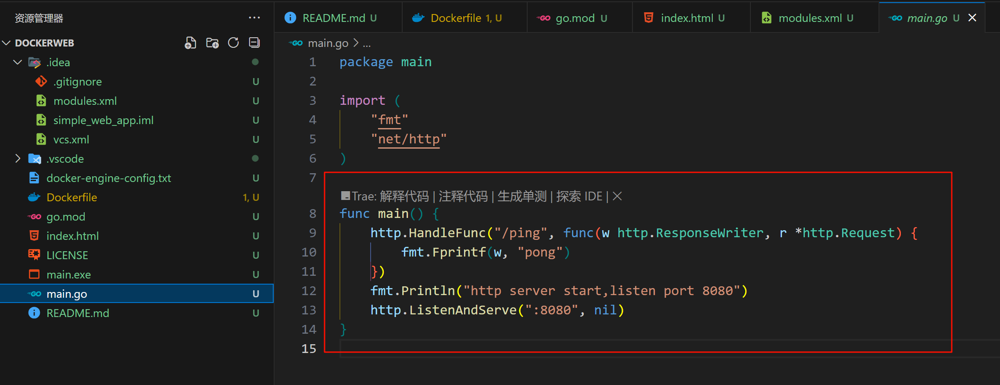 资源管理器 ...
DOCKERWEB
.idea
.gitignore U
modules.xml U
simple_web_app.iml U
vcs.xml U
.vscode
docker-engine-config.txt U
Dockerfile 1, U
go.mod U
index.html U
LICENSE U
main.exe U
main.go U
README.md U
README.md U Dockerfile 1, U GO go.mod U index.html U modules.xml U GO main.go U
GO main.go > ...
1 package main
2
3 import (
4 "fmt"
5 "net/http"
6 )
7
Trae: 解释代码 | 注释代码 | 生成单测 | 探索 IDE |
8 func main() {
9 http.HandleFunc("/ping", func(w http.ResponseWriter, r *http.Request) {
10 fmt.Fprintf(w, "pong")
11 })
12 fmt.Println("http server start,listen port 8080")
13 http.ListenAndServe(":8080", nil)
14 }
15